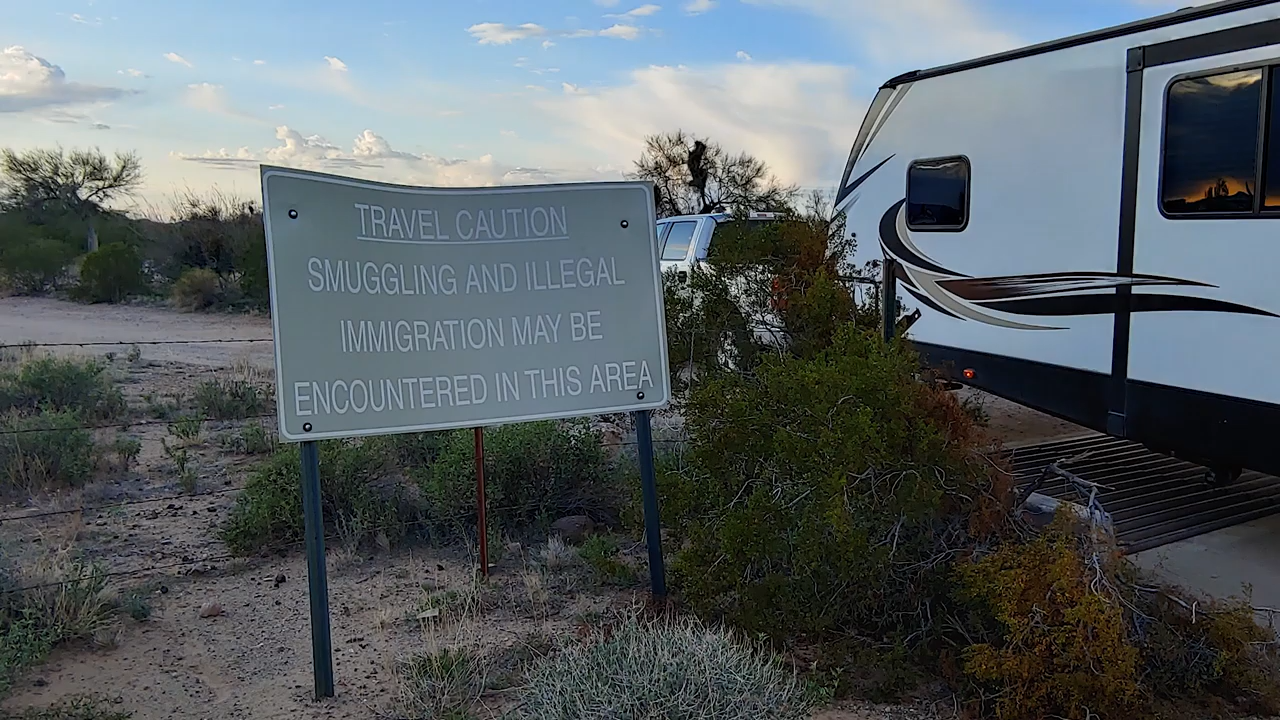 TRAVEL CAUTION
SMUGGLING AND ILLEGAL
IMMIGRATION MAY BE
ENCOUNTERED IN THIS AREA